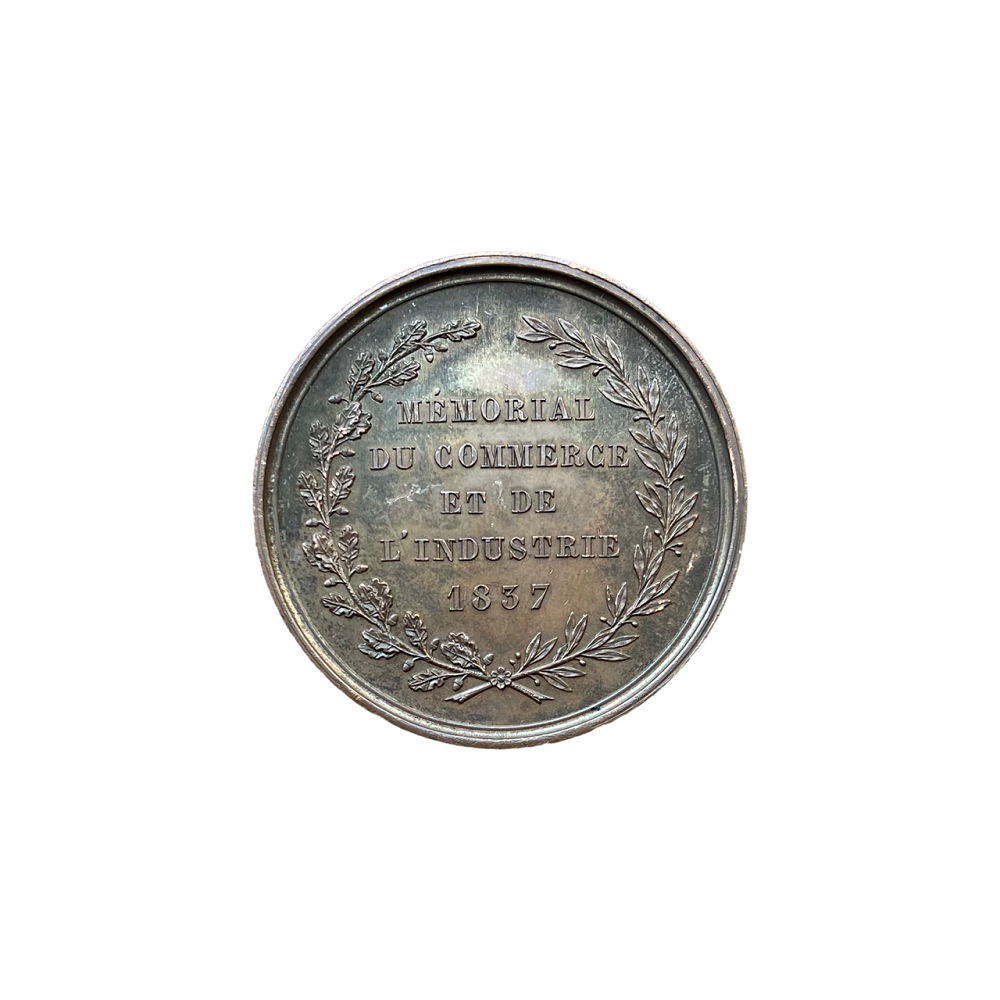 MÉMORIAL
DU COMMERCE
ET DE
L'INDUSTRIE
1837